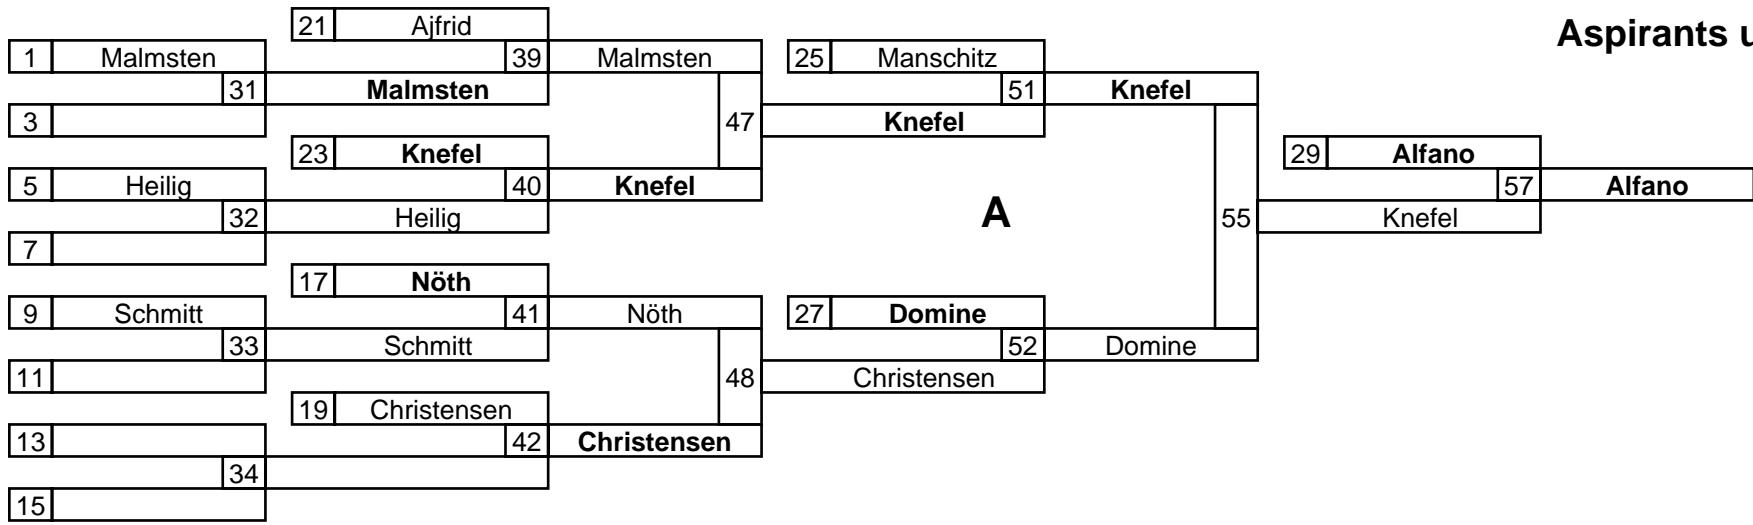 21 Ajfrid
Aspirants u
1 Malmsten 39 Malmsten 25 Manschitz
31 Malmsten 51 Knefel
3 47 Knefel
23 Knefel 29 Alfano
5 Heilig 40 Knefel 57 Alfano
32 Heilig A 55 Knefel
7
17 Nöth
9 Schmitt 41 Nöth 27 Domine
33 Schmitt 52 Domine
11 48 Christensen
19 Christensen
13 42 Christensen
34
15